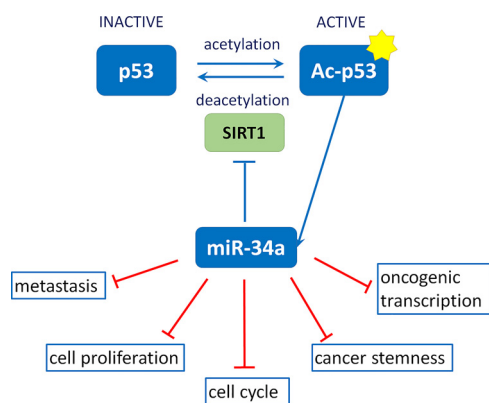 INACTIVE
ACTIVE
acetylation
p53
Ac-p53
deacetylation
SIRT1
miR-34a
metastasis
oncogenic
transcription
cell proliferation
cancer stemness
cell cycle